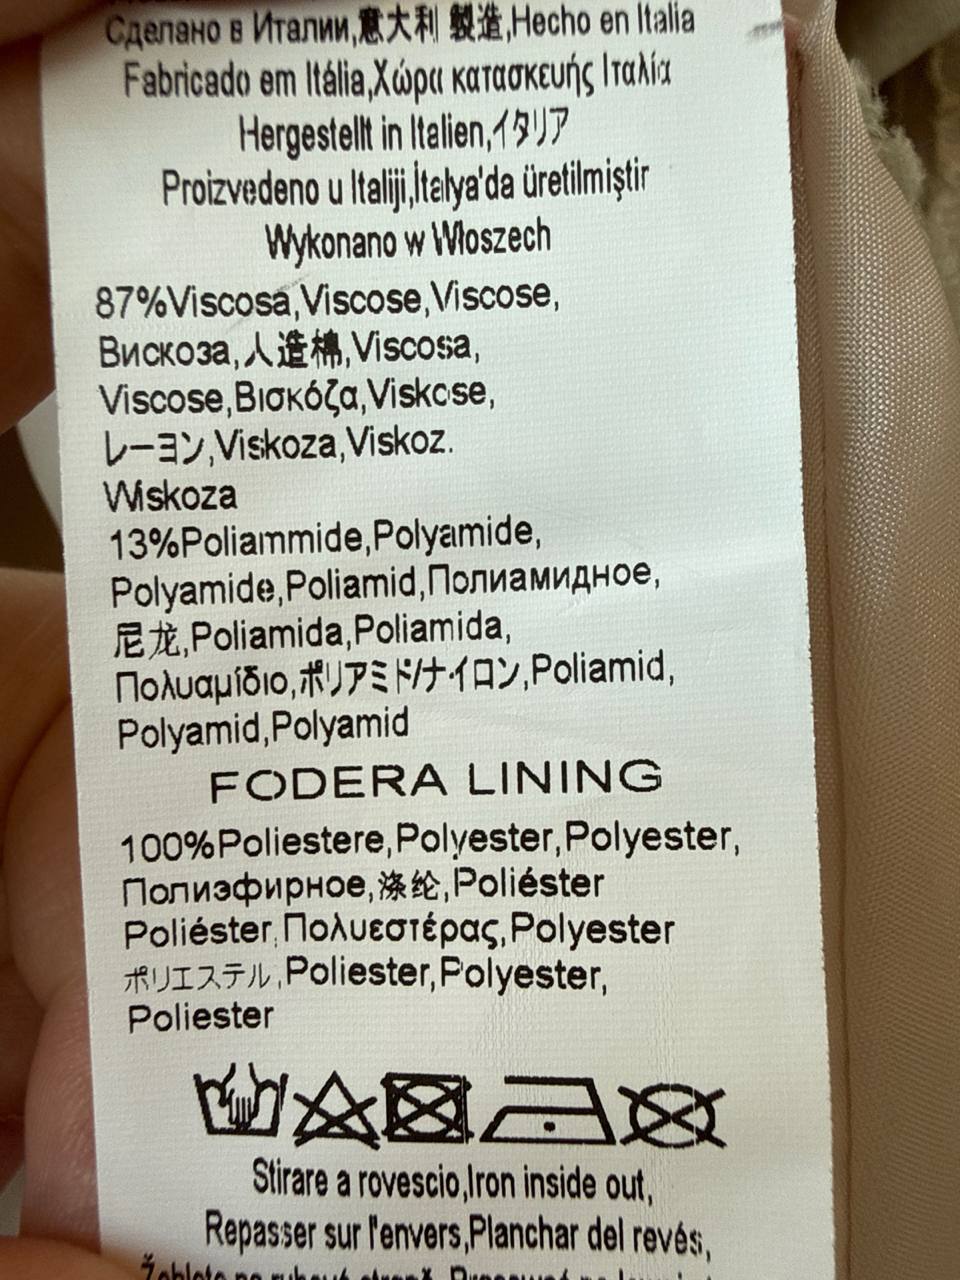 Сделано в Италии,意大利 製造,Hecho en Italia
Fabricado em Itália,Χώρα κατασκευής Ιταλία
Hergestellt in Italien,イタリア
Proizvedeno u Italiji,İtalya'da üretilmiştir
Wykonano w Włoszech
87%Viscosa,Viscose,Viscose,
Вискоза,人造棉,Viscosa,
Viscose,Βισκόζα,Viskose,
レーヨン,Viskoza,Viskoz.
Wiskoza
13%Poliammide,Polyamide,
Polyamide,Poliamid,Полиамидное,
尼龙,Poliamida,Poliamida,
Πολυαμίδιο,ポリアミド/ナイロン,Poliamid,
Polyamid,Polyamid
FODERA LINING
100%Poliestere,Polyester,Polyester,
Полиэфирное,涤纶,Poliéster
Poliéster,Πολυεστέρας,Polyester
ポリエステル,Poliester,Polyester,
Poliester
Stirare a rovescio,Iron inside out,
Repasser sur l'envers,Planchar del revés,